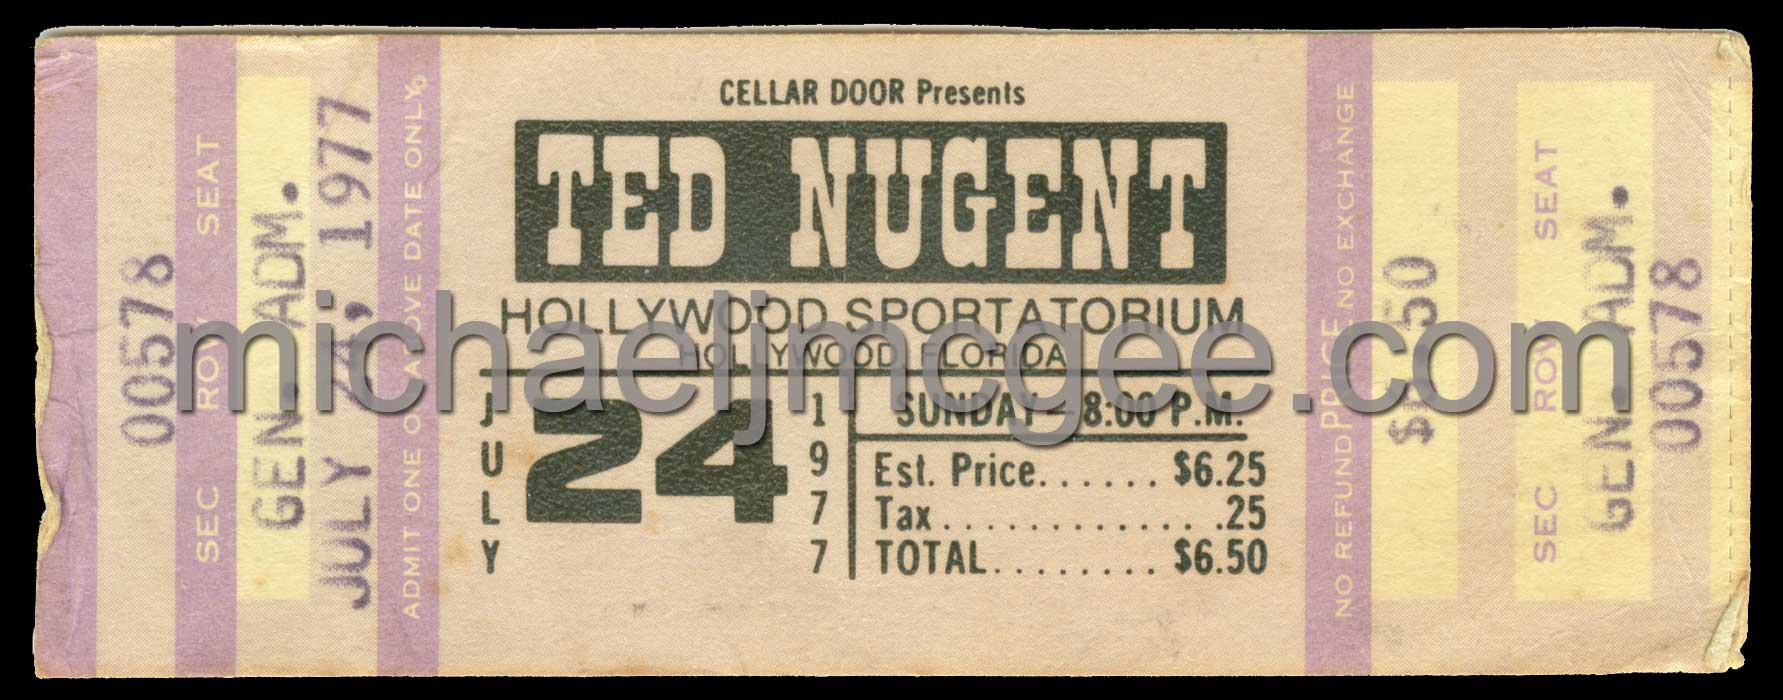 00578
SEC ROW SEAT
GEN. ADM.
JULY 24, 1977
ADMIT ONE ON ABOVE DATE ONLY
CELLAR DOOR Presents
TED NUGENT
HOLLYWOOD SPORTATORIUM
HOLLYWOOD, FLORIDA
michaeljmcgee.com
JULY 24 1977
SUNDAY — 8:00 P.M.
Est. Price...... $6.25
Tax............. .25
TOTAL........ $6.50
NO REFUND PRICE NO EXCHANGE
$6.50
SEC ROW SEAT
GEN. ADM.
00578